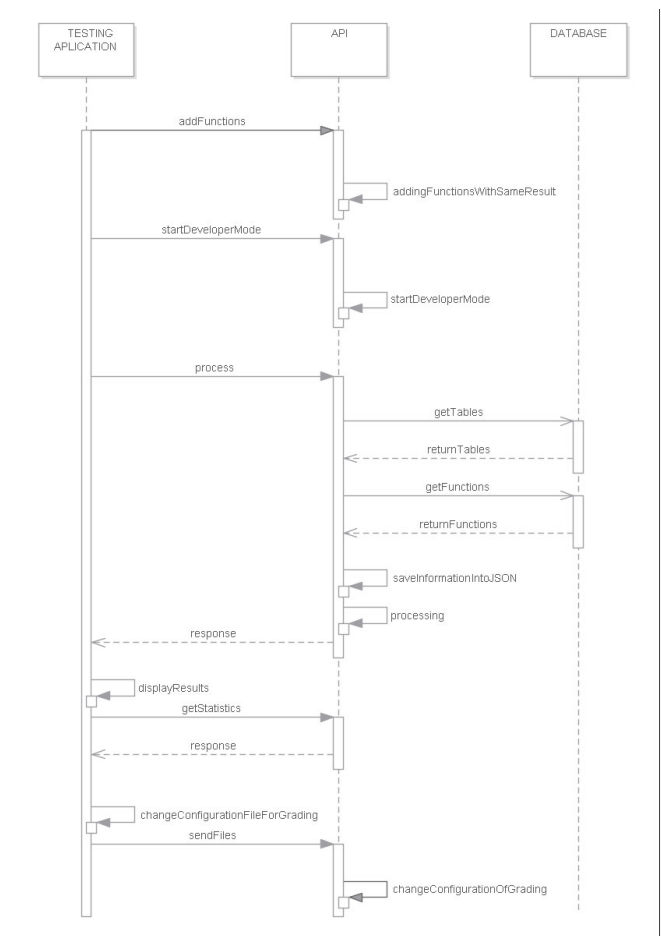 TESTING
APLICATION
API
DATABASE
addFunctions
addingFunctionsWithSameResult
startDeveloperMode
startDeveloperMode
process
getTables
returnTables
getFunctions
returnFunctions
saveInformationIntoJSON
processing
response
displayResults
getStatistics
response
changeConfigurationFileForGrading
sendFiles
changeConfigurationOfGrading